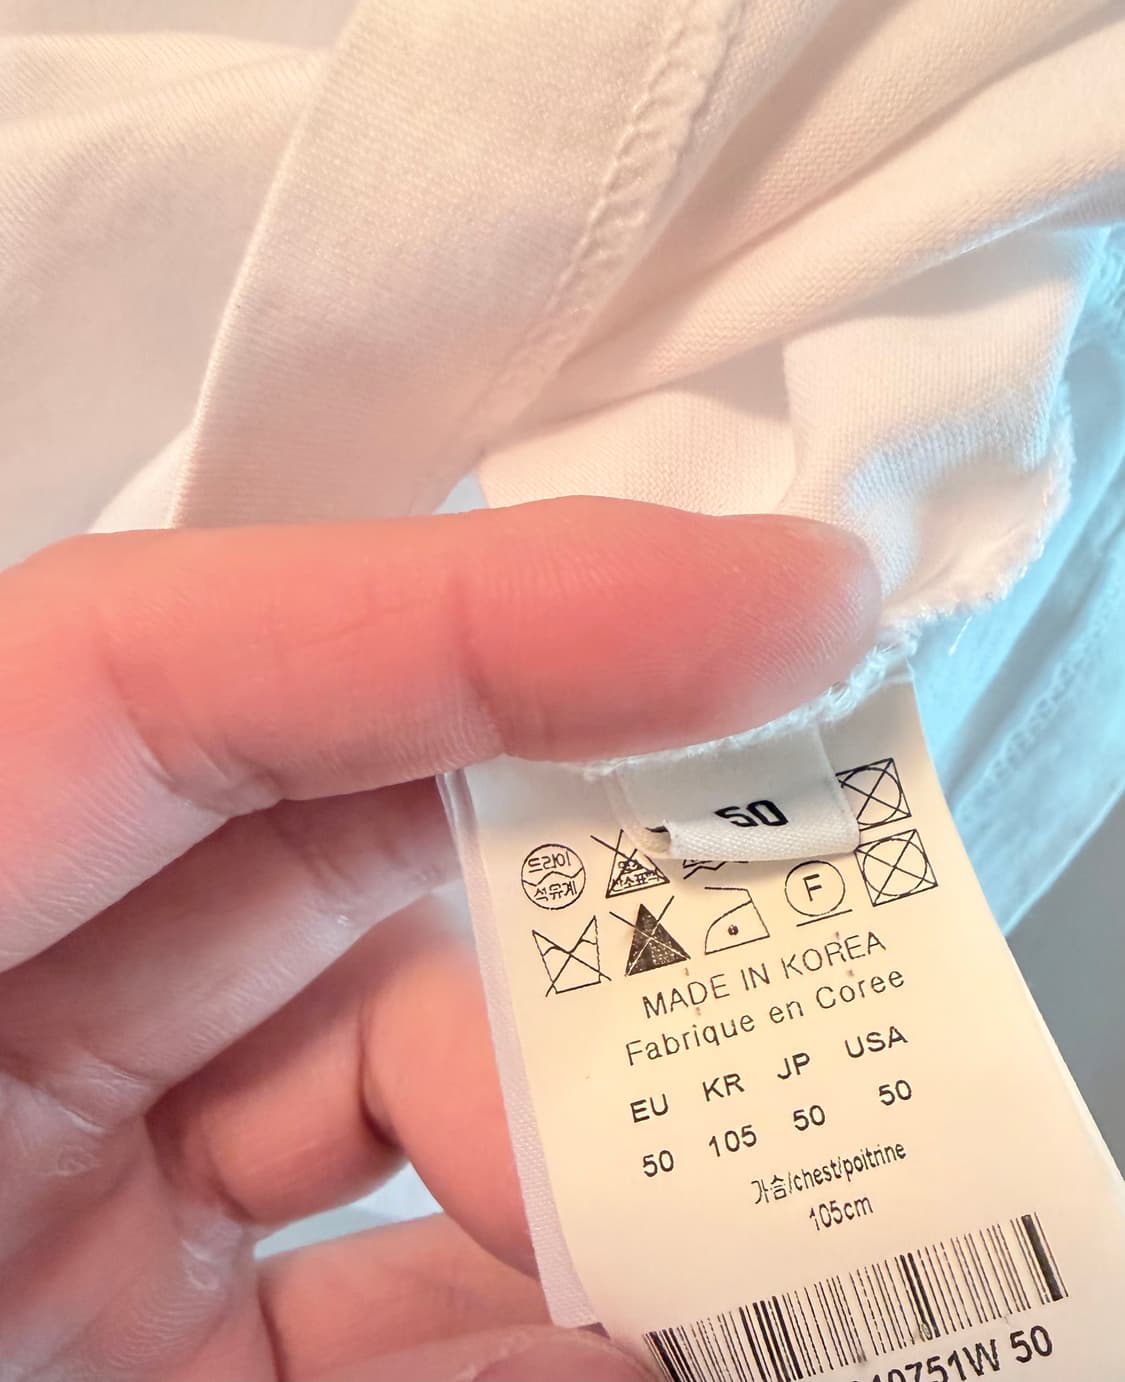 50
드라이
석유계
F
MADE IN KOREA
Fabrique en Coree
EU KR JP USA
50 105 50 50
가슴/chest/poitrine
105cm
10751W 50